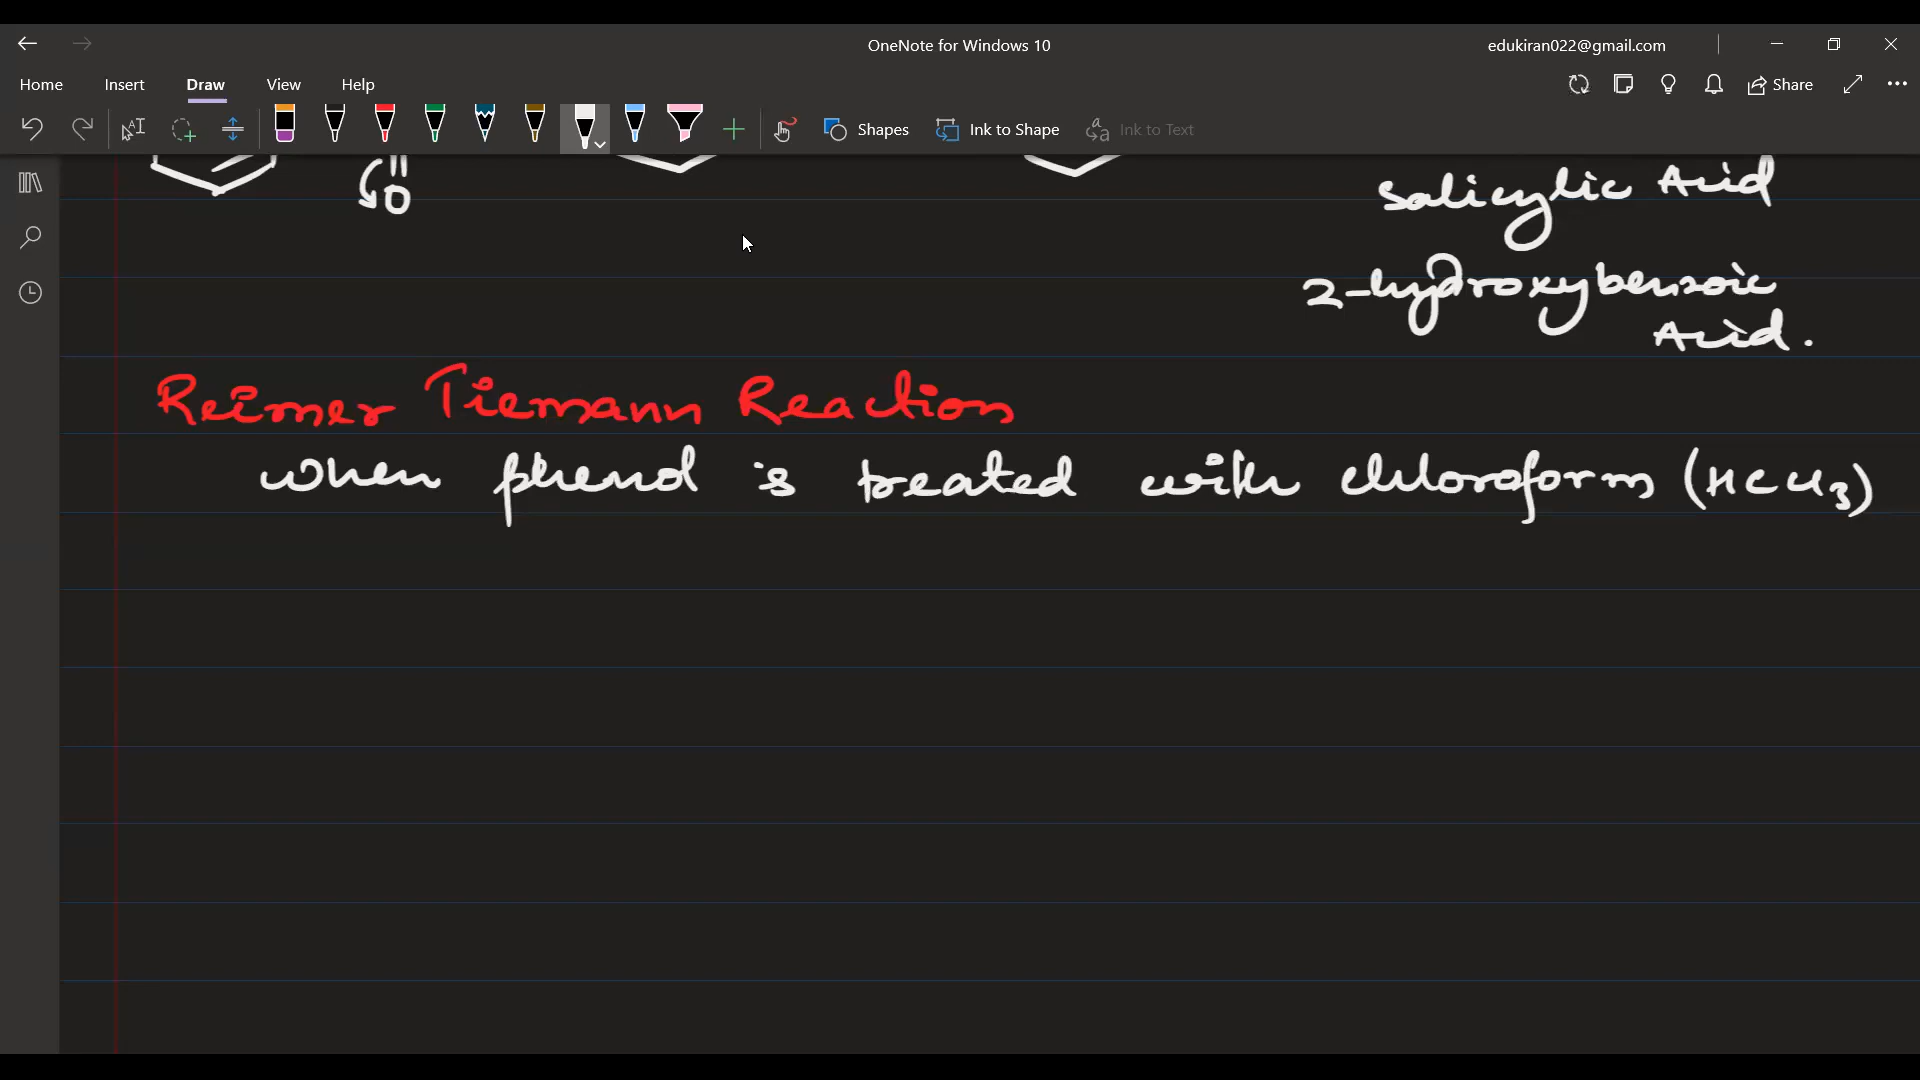 OneNote for Windows 10
edukiran022@gmail.com
Home Insert Draw View Help
Share
Shapes Ink to Shape Ink to Text
O
Salicylic Acid
2-hydroxybenzoic
Acid.
Reimer Tiemann Reaction
when phenol is treated with chloroform (HCCl3)